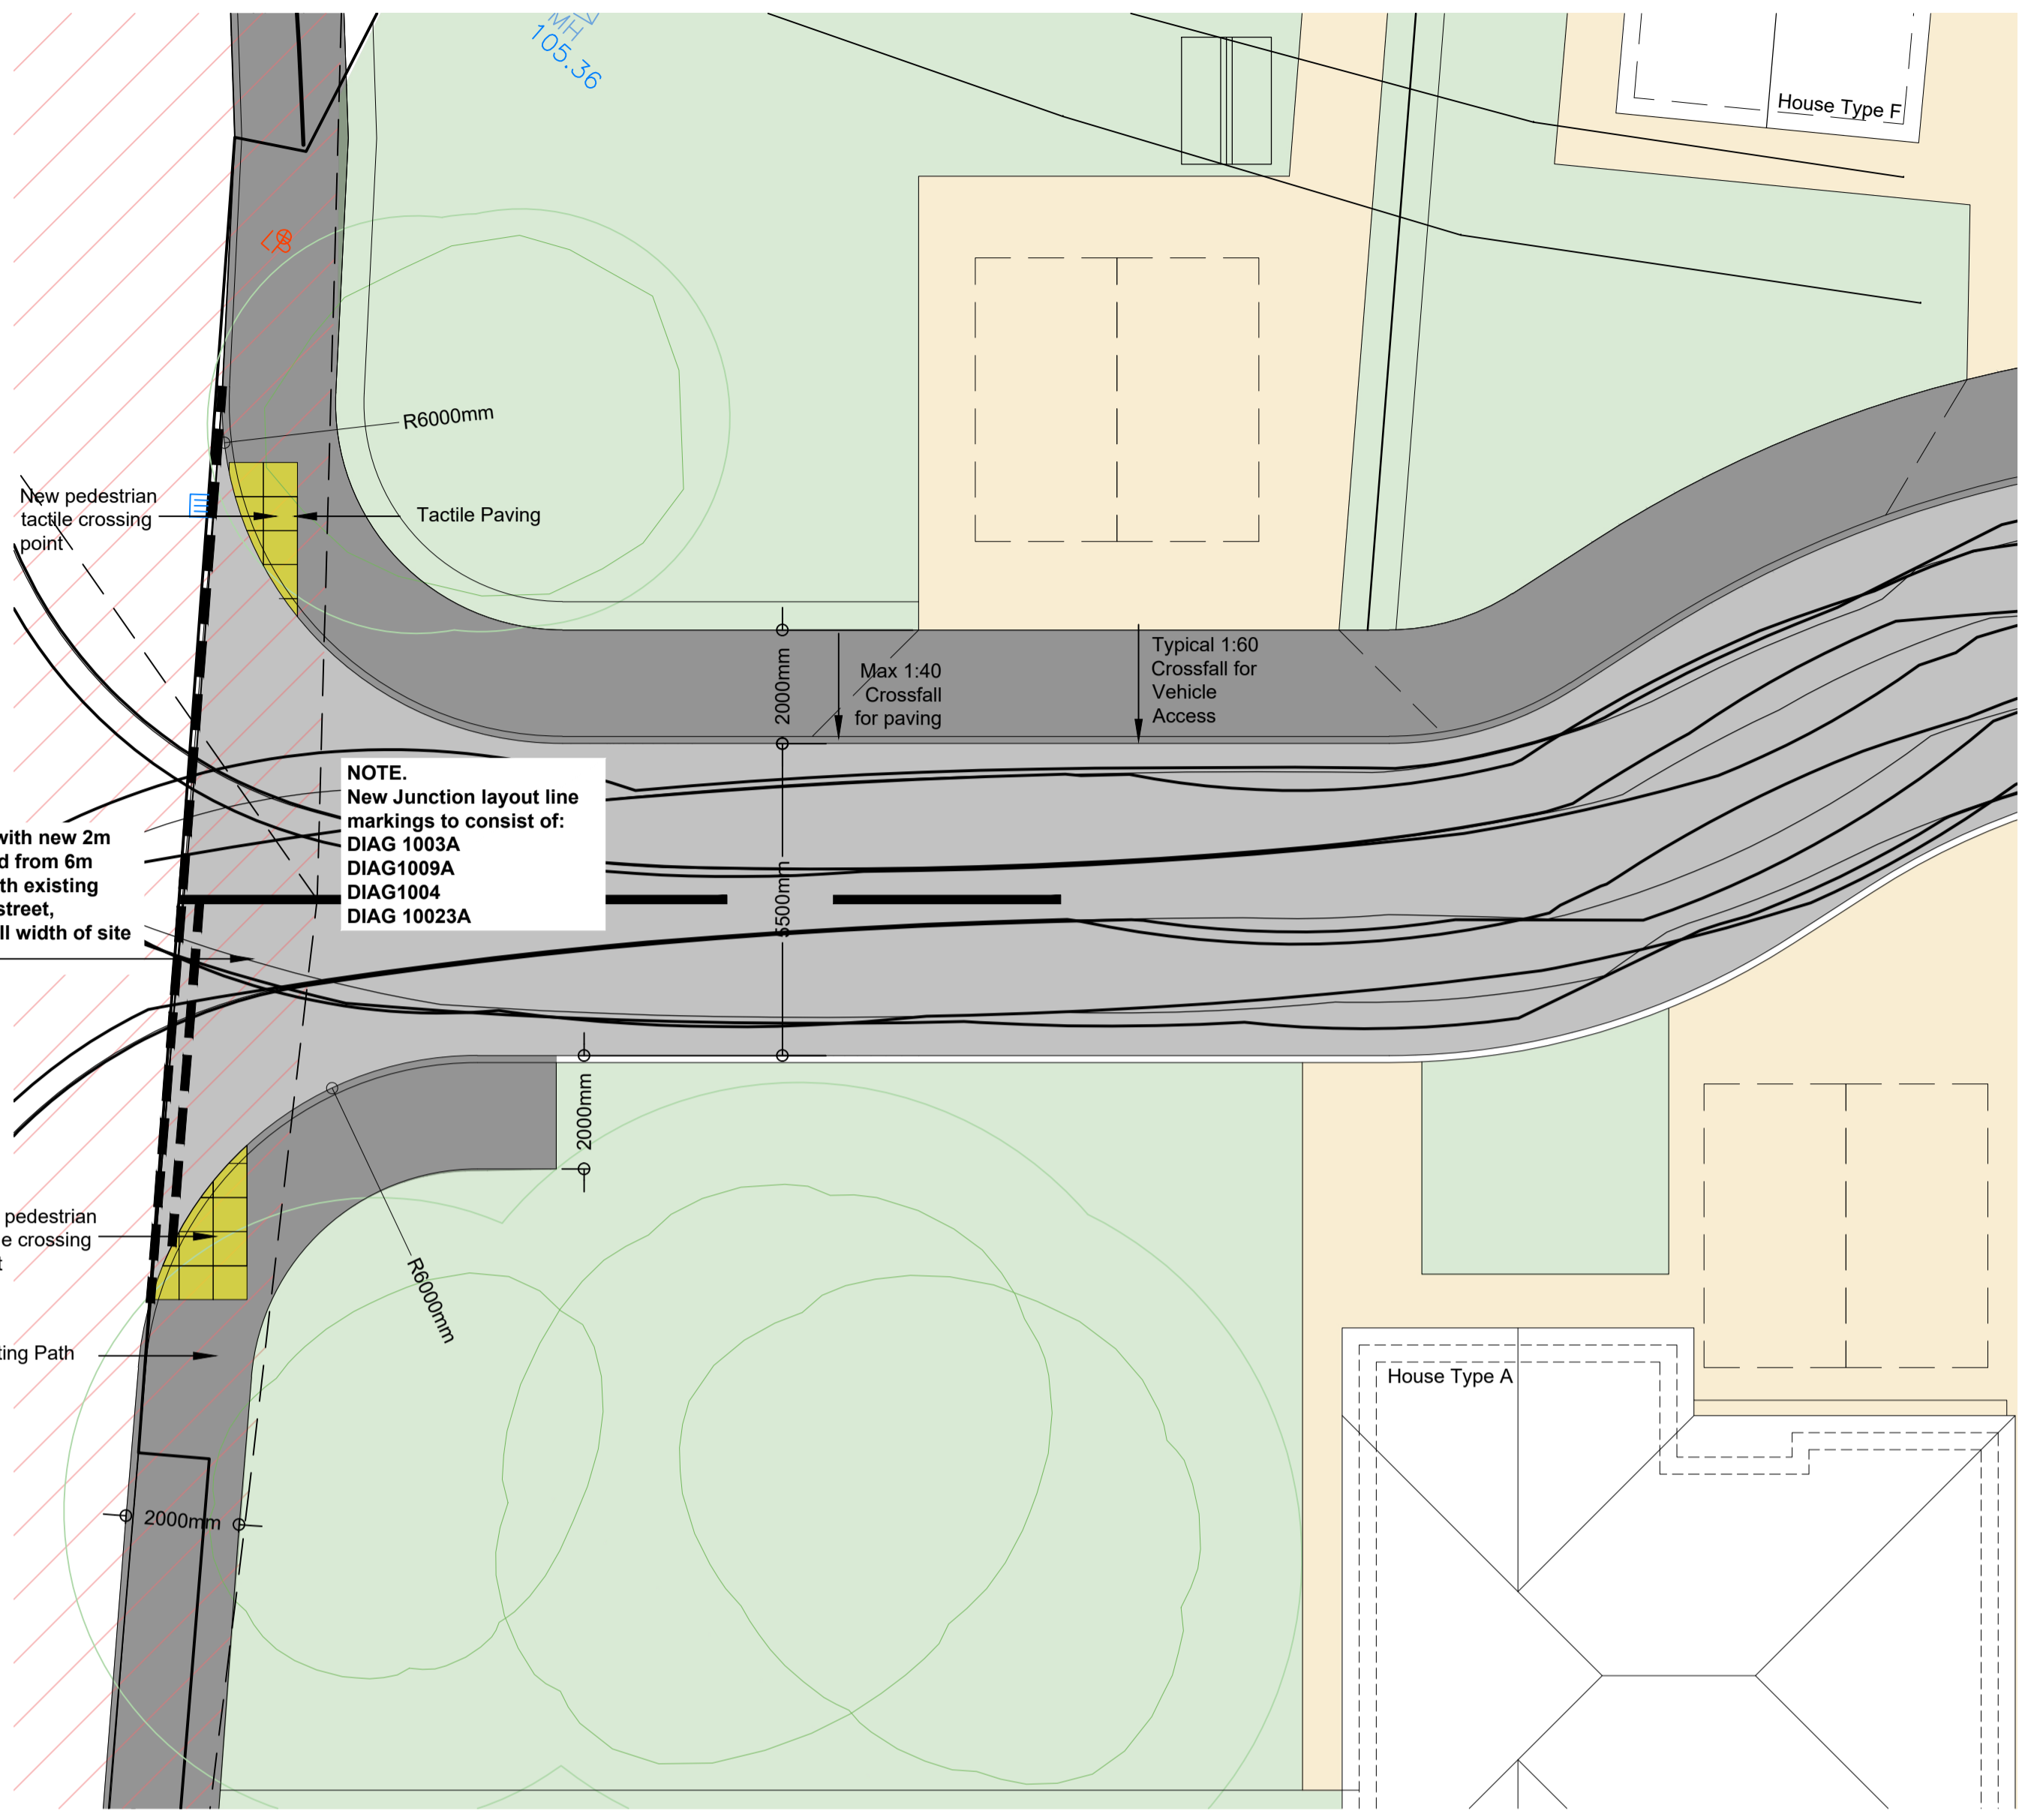 MH
105.36
House Type F
LP
R6000mm
New pedestrian
tactile crossing
point
Tactile Paving
2000mm
Max 1:40
Crossfall
for paving
Typical 1:60
Crossfall for
Vehicle
Access
NOTE.
New Junction layout line
markings to consist of:
DIAG 1003A
DIAG1009A
DIAG1004
DIAG 10023A
with new 2m
d from 6m
th existing
street,
ll width of site
5500mm
2000mm
pedestrian
e crossing
t
R6000mm
ting Path
House Type A
2000mm